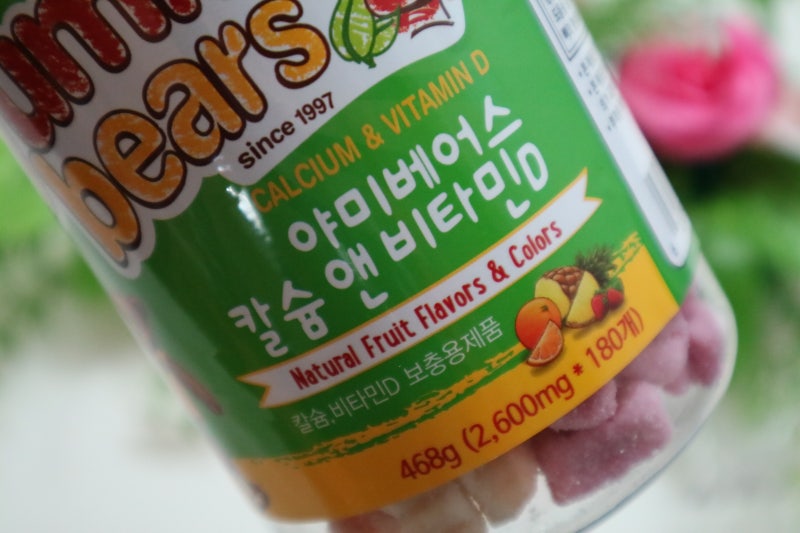 bears
since 1997
CALCIUM & VITAMIN D
야미베어스
칼슘 앤 비타민D
Natural Fruit Flavors & Colors
칼슘.비타민D 보충용제품
468g (2,600mg * 180개)